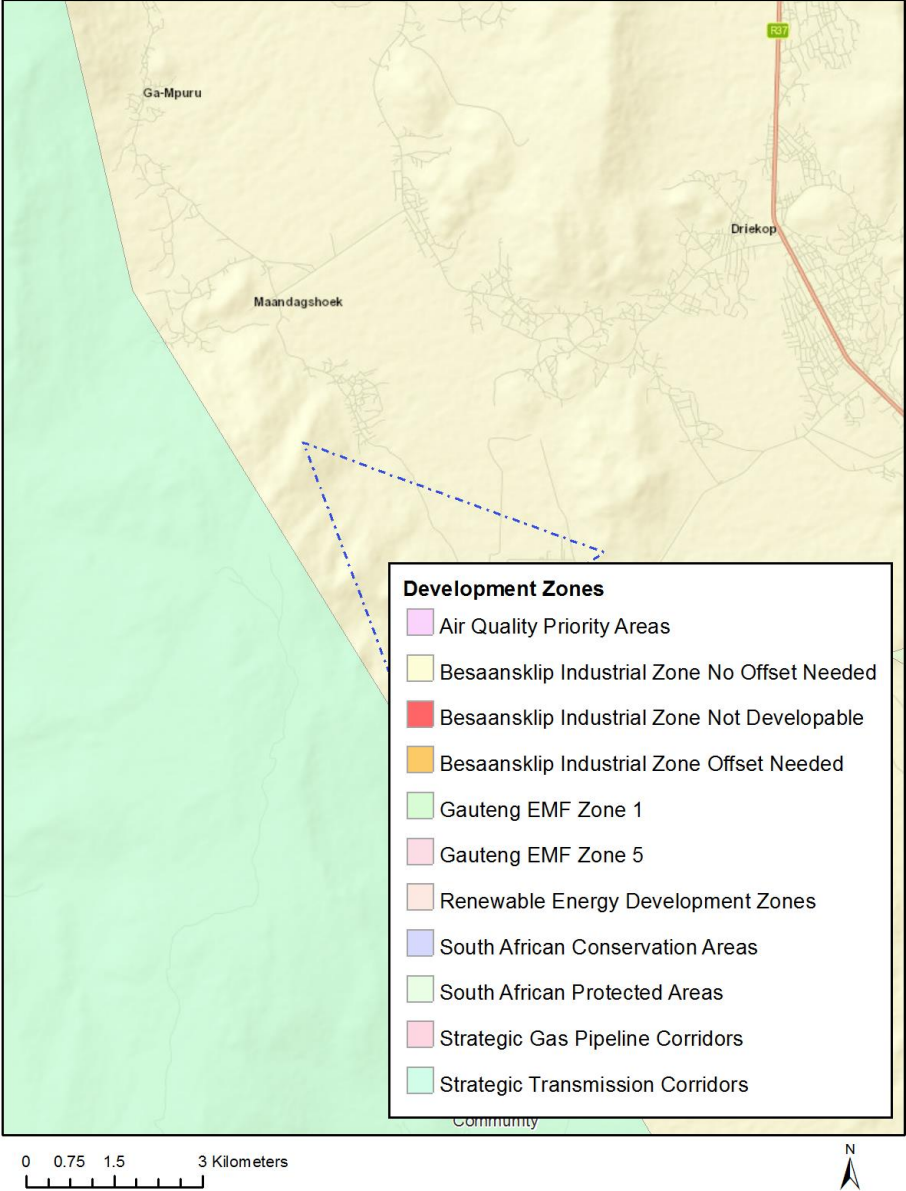 R37
Ga-Mpuru
Driekop
Maandagshoek
Development Zones
Air Quality Priority Areas
Besaansklip Industrial Zone No Offset Needed
Besaansklip Industrial Zone Not Developable
Besaansklip Industrial Zone Offset Needed
Gauteng EMF Zone 1
Gauteng EMF Zone 5
Renewable Energy Development Zones
South African Conservation Areas
South African Protected Areas
Strategic Gas Pipeline Corridors
Strategic Transmission Corridors
Community
0 0.75 1.5 3 Kilometers
N